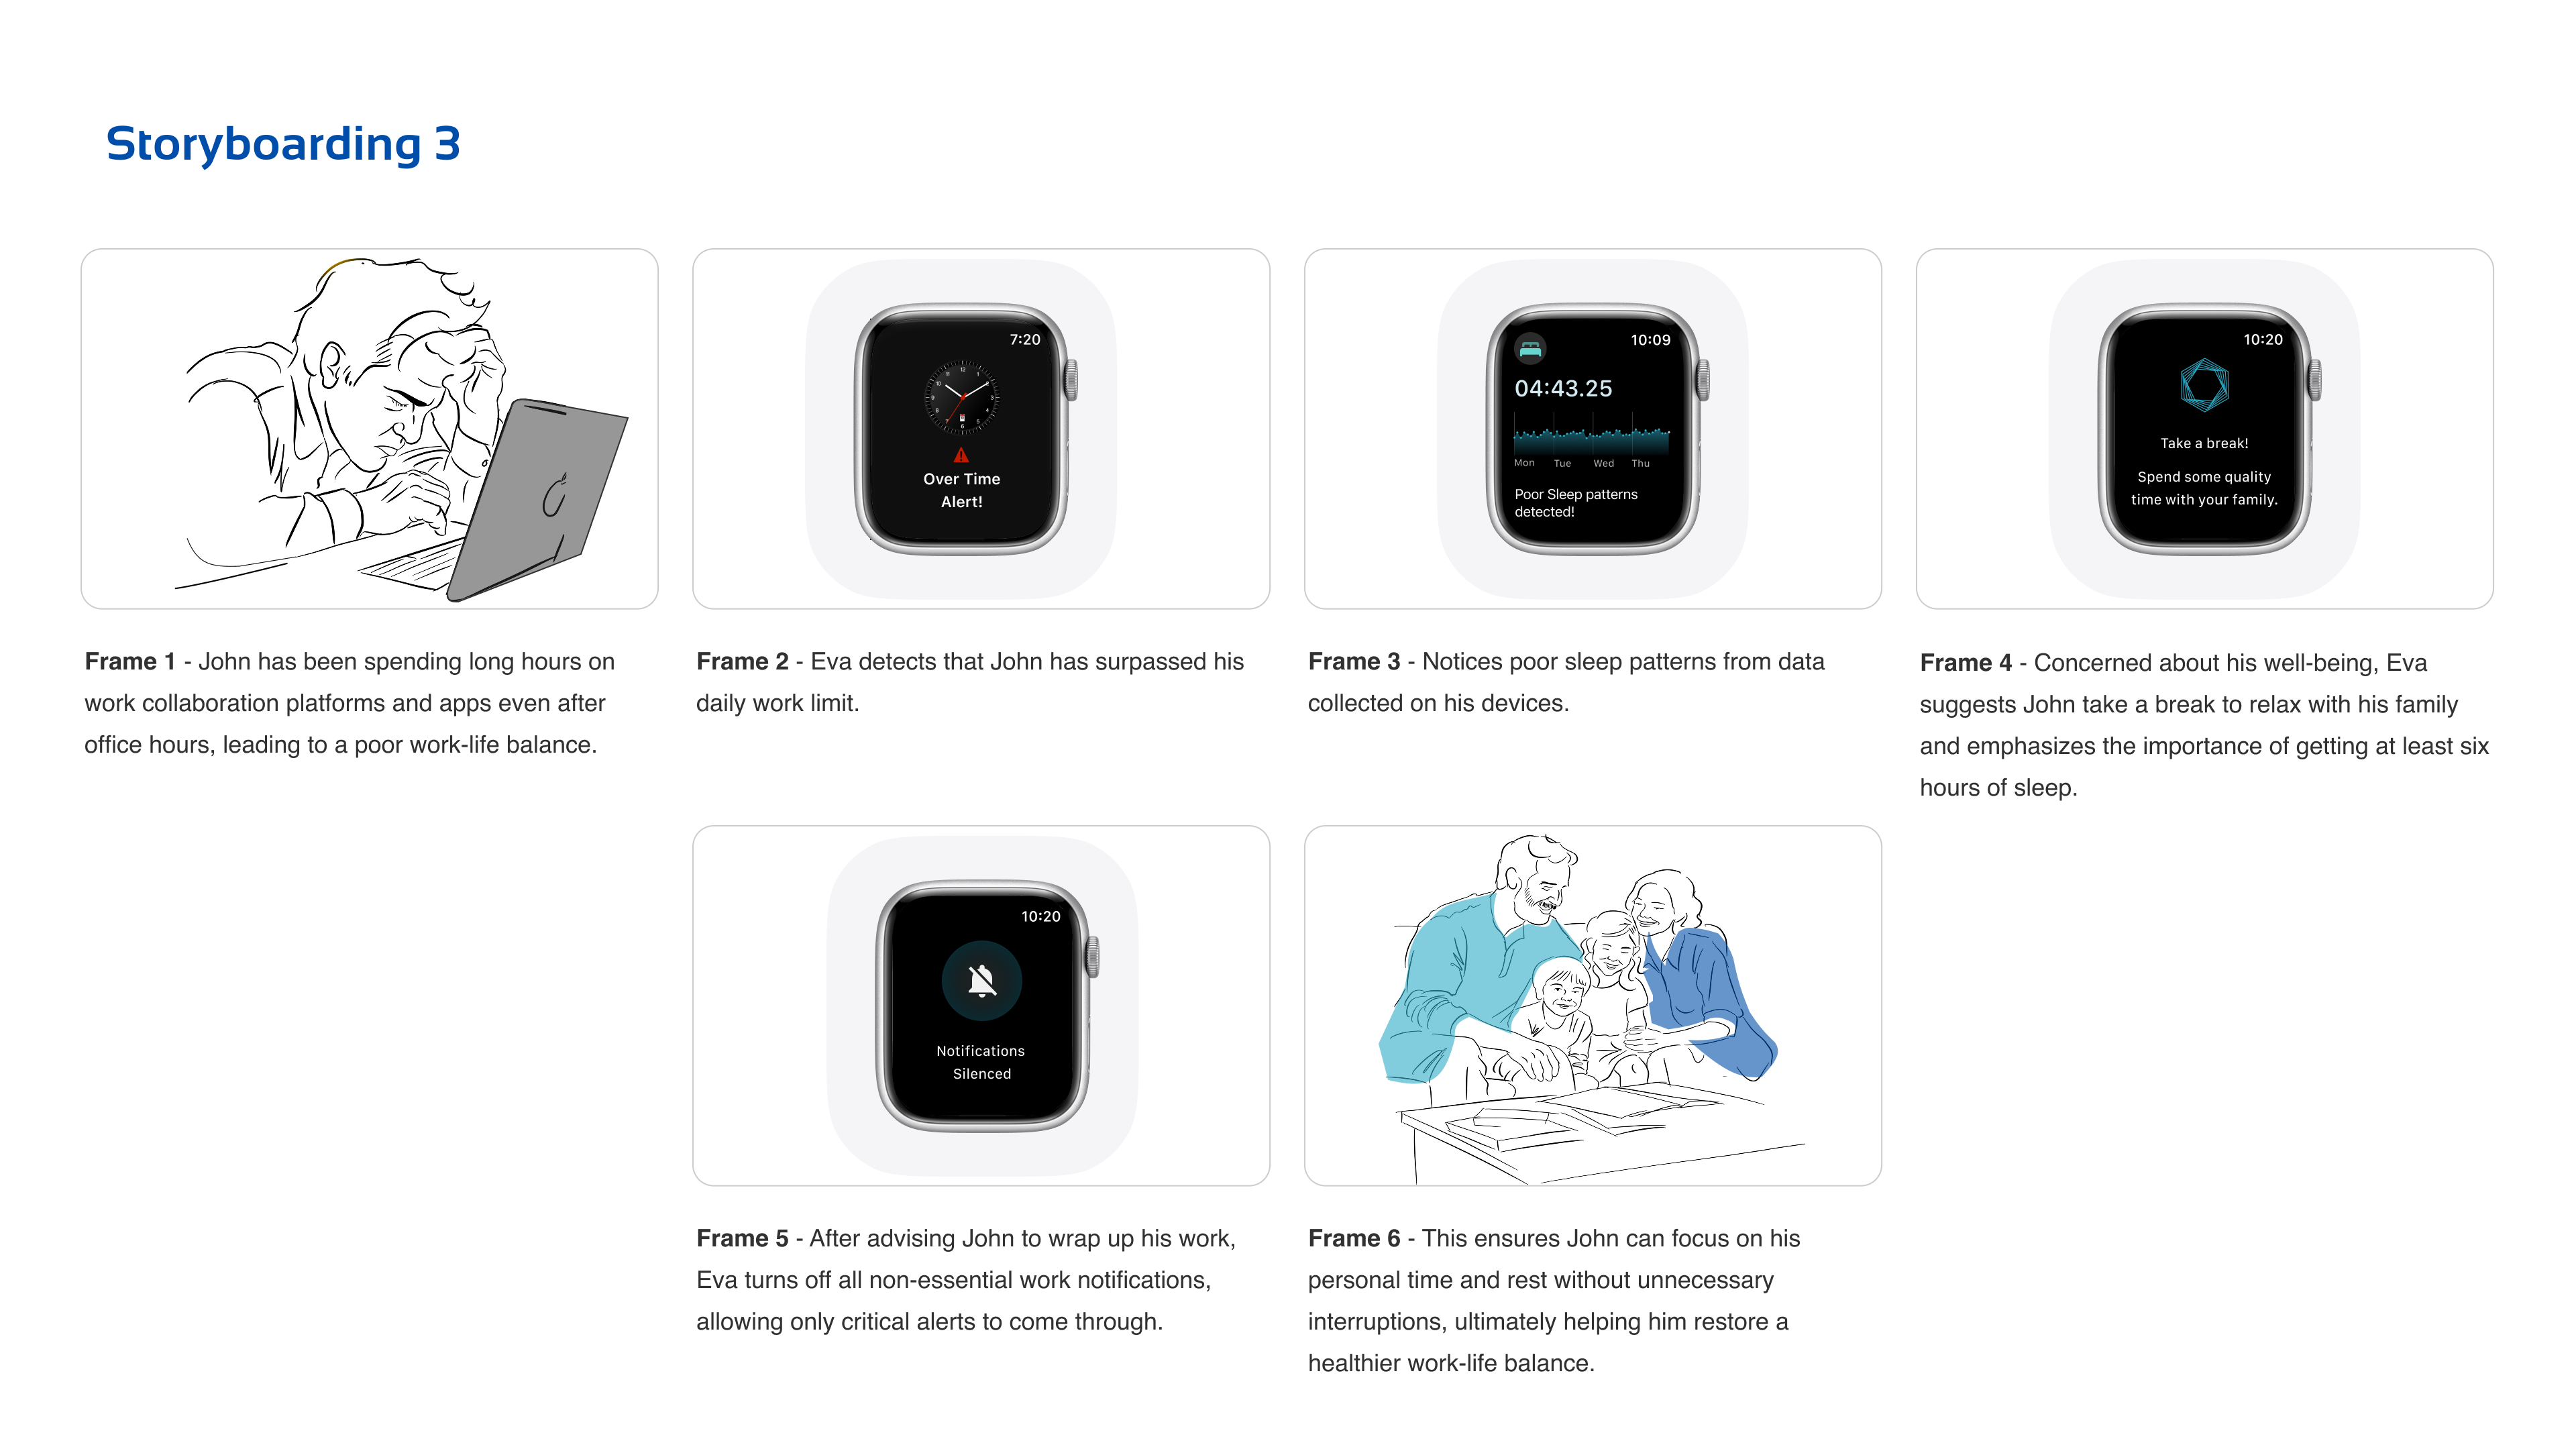 Storyboarding 3
7:20
Over Time
Alert!
Frame 1 - John has been spending long hours on
work collaboration platforms and apps even after
office hours, leading to a poor work-life balance.
Frame 2 - Eva detects that John has surpassed his
daily work limit.
10:09
04:43.25
Mon Tue Wed Thu
Poor Sleep patterns
detected!
Frame 3 - Notices poor sleep patterns from data
collected on his devices.
10:20
Take a break!
Spend some quality
time with your family.
Frame 4 - Concerned about his well-being, Eva
suggests John take a break to relax with his family
and emphasizes the importance of getting at least six
hours of sleep.
10:20
Notifications
Silenced
Frame 5 - After advising John to wrap up his work,
Eva turns off all non-essential work notifications,
allowing only critical alerts to come through.
Frame 6 - This ensures John can focus on his
personal time and rest without unnecessary
interruptions, ultimately helping him restore a
healthier work-life balance.